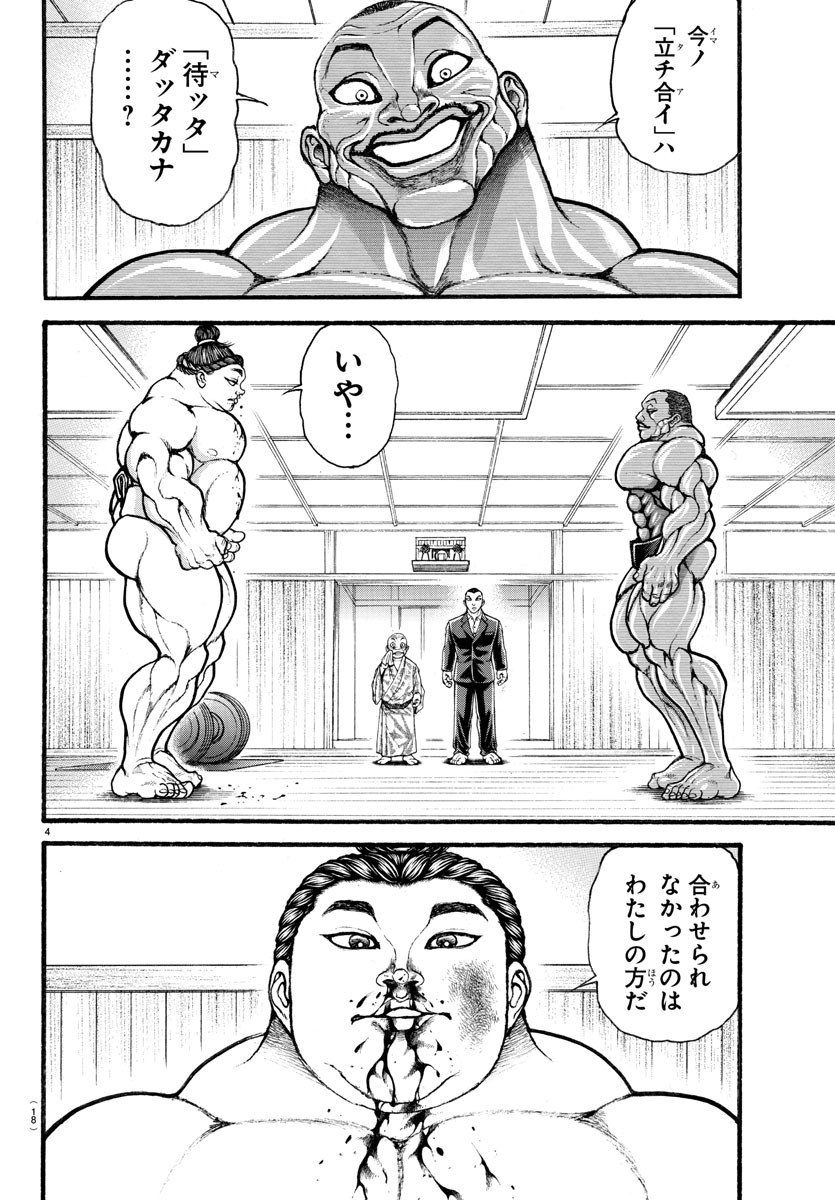 今ノ
「立チ合イ」ハ
「待ッタ」
ダッタカナ
……？
いや…
4
合わせられ
なかったのは
わたしの方だ
(18)